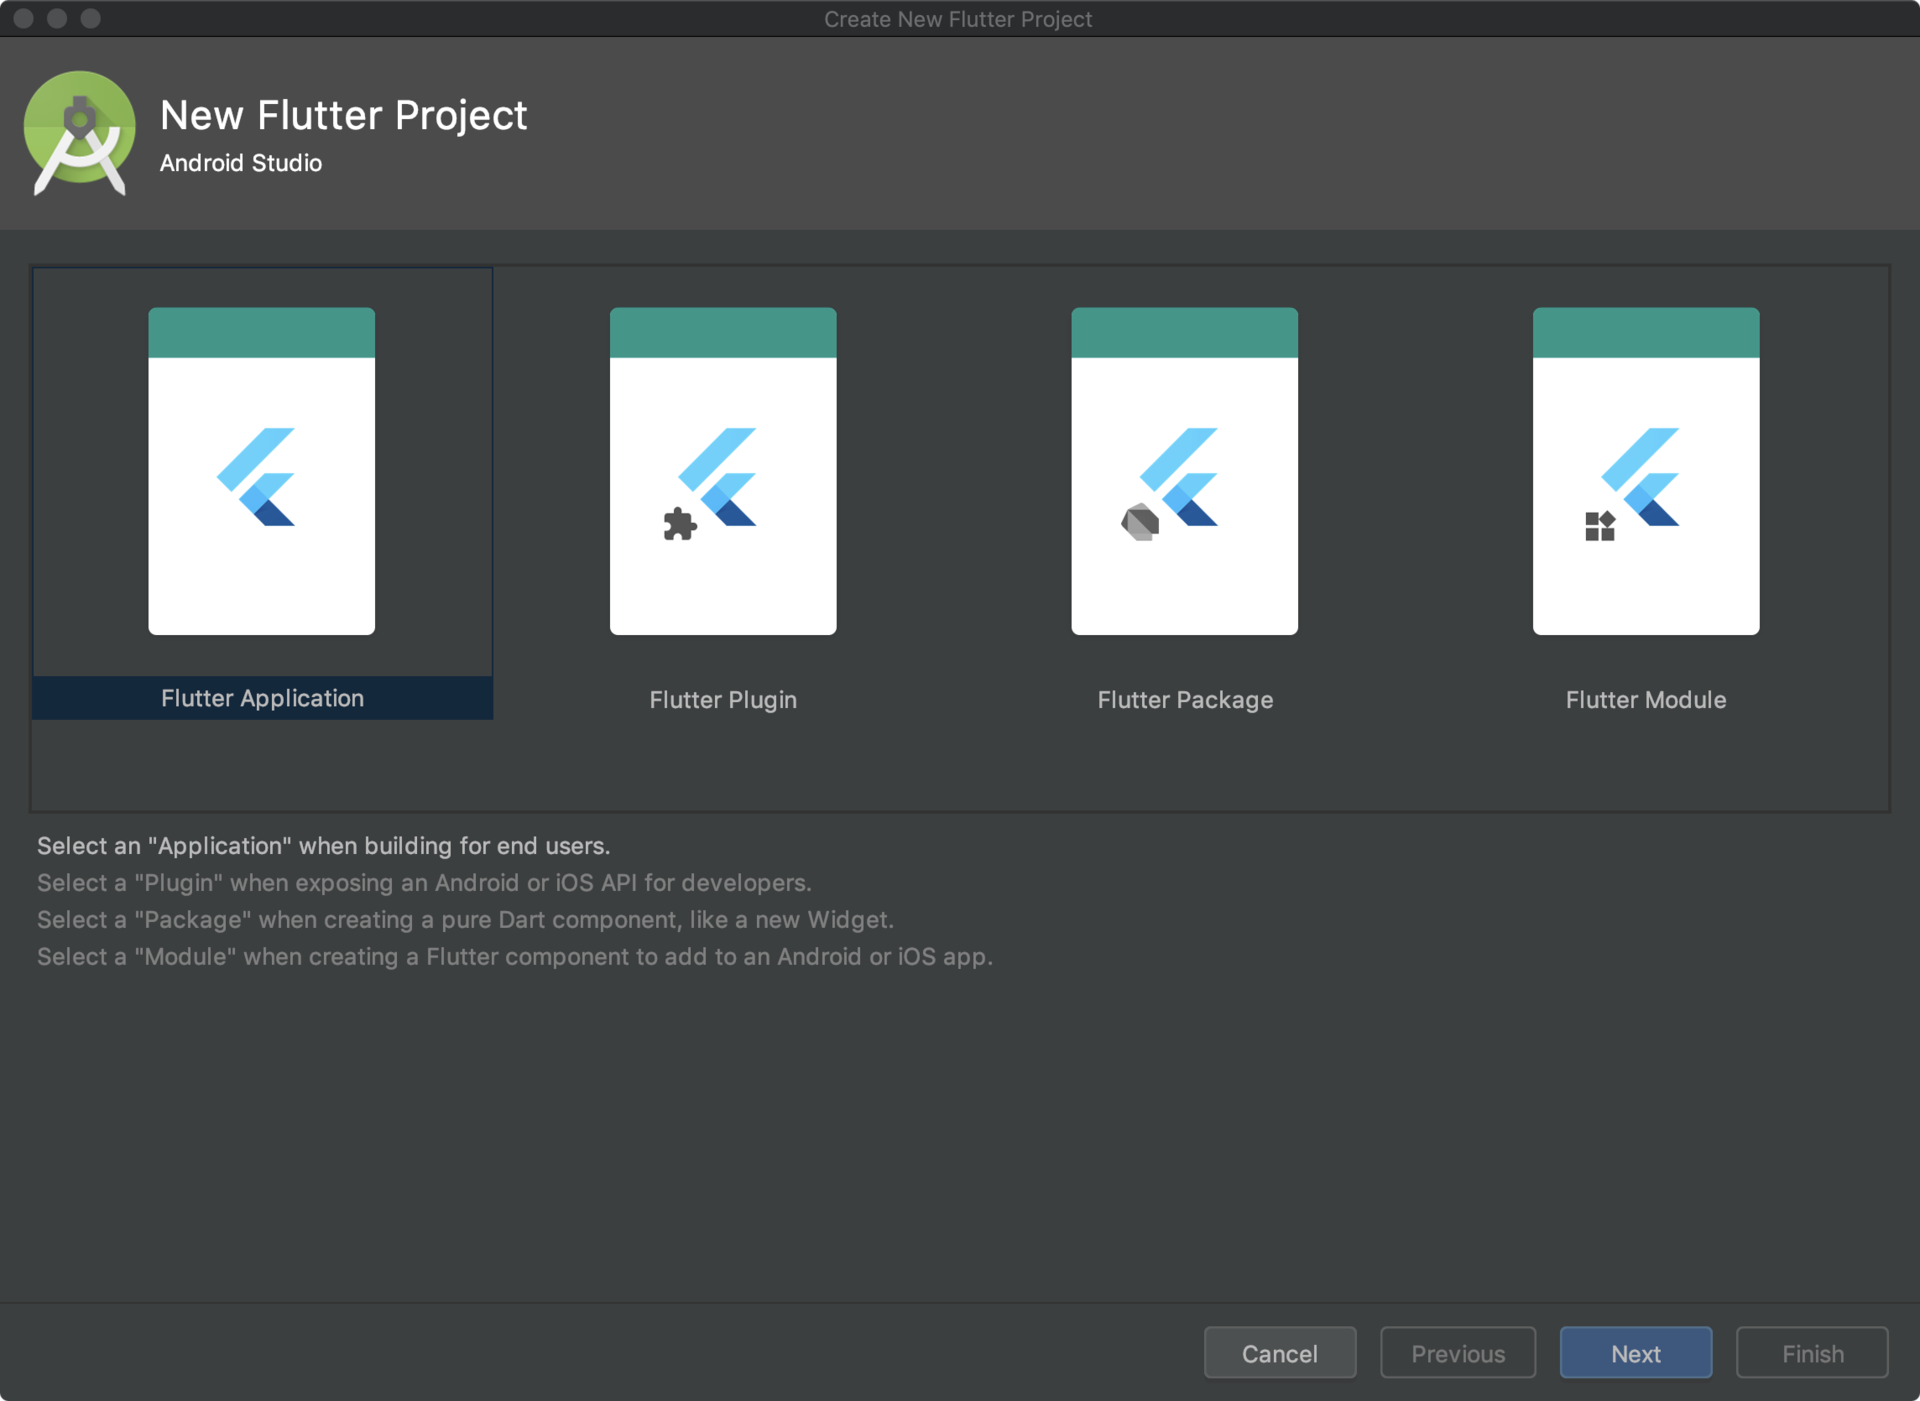 Create New Flutter Project
New Flutter Project
Android Studio
Flutter Application
Flutter Plugin
Flutter Package
Flutter Module
Select an "Application" when building for end users.
Select a "Plugin" when exposing an Android or iOS API for developers.
Select a "Package" when creating a pure Dart component, like a new Widget.
Select a "Module" when creating a Flutter component to add to an Android or iOS app.
Cancel
Previous
Next
Finish